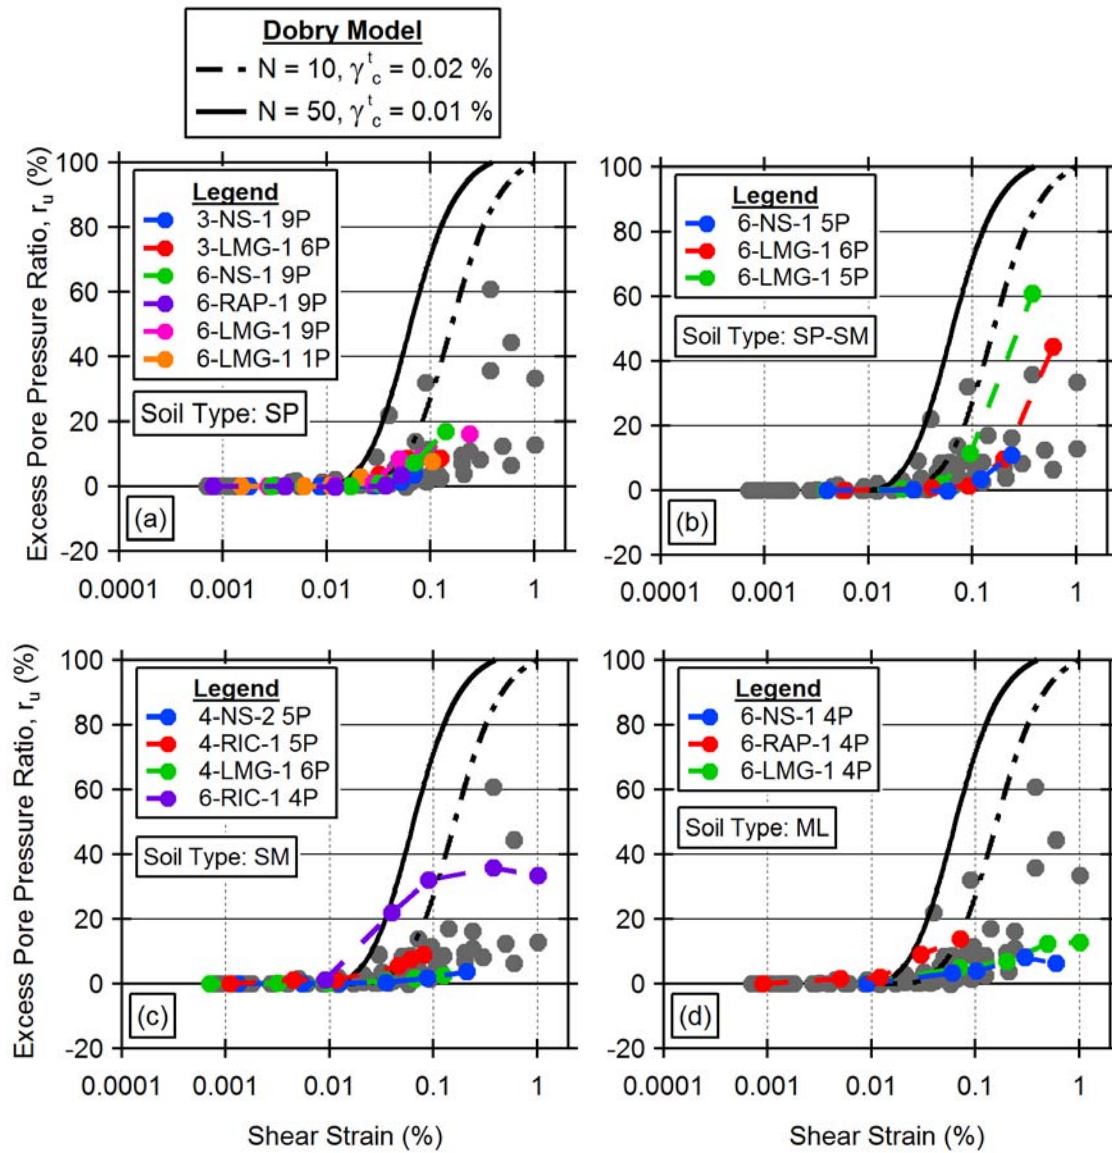 Dobry Model
N = 10, γᵗc = 0.02 %
N = 50, γᵗc = 0.01 %
Excess Pore Pressure Ratio, ru (%)
100
80
60
40
20
0
-20
Legend
3-NS-1 9P
3-LMG-1 6P
6-NS-1 9P
6-RAP-1 9P
6-LMG-1 9P
6-LMG-1 1P
Soil Type: SP
(a)
0.0001 0.001 0.01 0.1 1
100
80
60
40
20
0
-20
Legend
6-NS-1 5P
6-LMG-1 6P
6-LMG-1 5P
Soil Type: SP-SM
(b)
0.0001 0.001 0.01 0.1 1
Excess Pore Pressure Ratio, ru (%)
100
80
60
40
20
0
-20
Legend
4-NS-2 5P
4-RIC-1 5P
4-LMG-1 6P
6-RIC-1 4P
Soil Type: SM
(c)
0.0001 0.001 0.01 0.1 1
Shear Strain (%)
100
80
60
40
20
0
-20
Legend
6-NS-1 4P
6-RAP-1 4P
6-LMG-1 4P
Soil Type: ML
(d)
0.0001 0.001 0.01 0.1 1
Shear Strain (%)